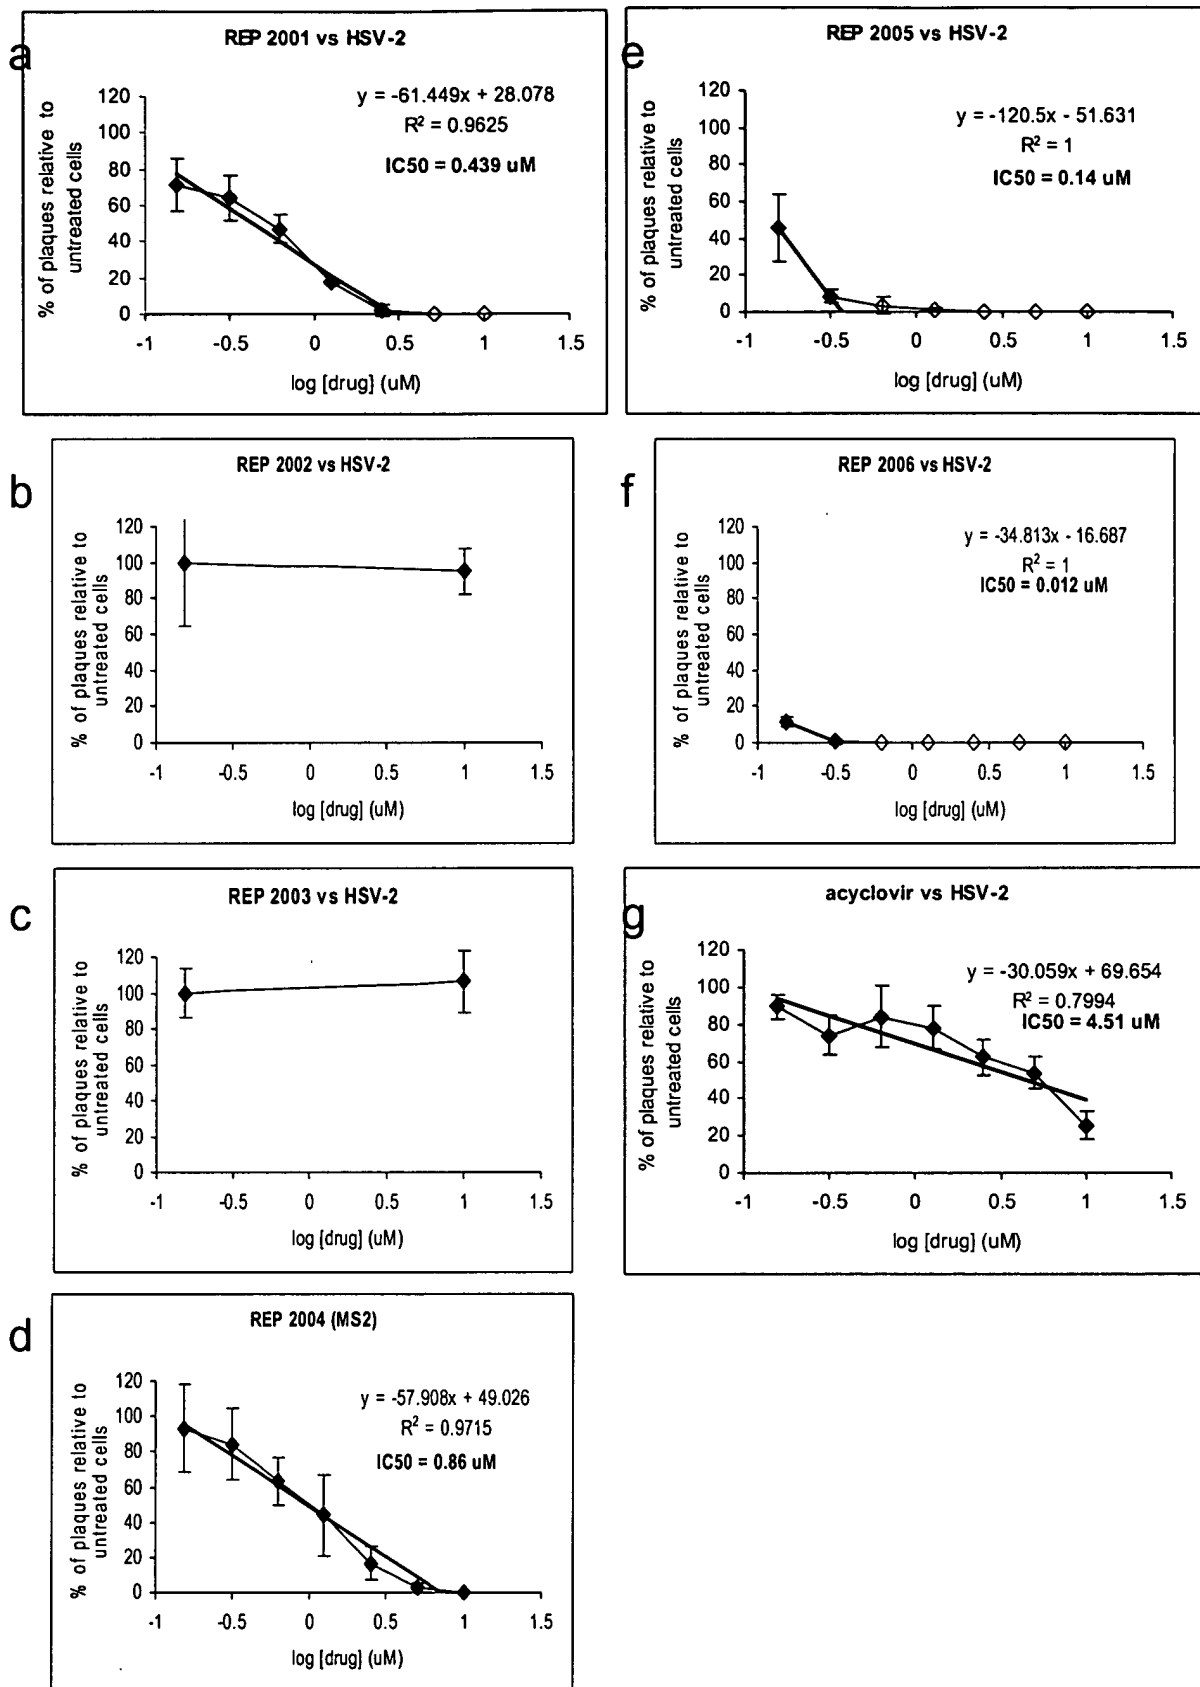 a
REP 2001 vs HSV-2
% of plaques relative to
untreated cells
120
100
80
60
40
20
0
-1
-0.5
0
0.5
1
1.5
log [drug] (uM)
y = -61.449x + 28.078
R² = 0.9625
IC50 = 0.439 uM
e
REP 2005 vs HSV-2
% of plaques relative to
untreated cells
120
100
80
60
40
20
0
-1
-0.5
0
0.5
1
1.5
log [drug] (uM)
y = -120.5x - 51.631
R² = 1
IC50 = 0.14 uM
b
REP 2002 vs HSV-2
% of plaques relative to
untreated cells
120
100
80
60
40
20
0
-1
-0.5
0
0.5
1
1.5
log [drug] (uM)
f
REP 2006 vs HSV-2
% of plaques relative to
untreated cells
120
100
80
60
40
20
0
-1
-0.5
0
0.5
1
1.5
log [drug] (uM)
y = -34.813x - 16.687
R² = 1
IC50 = 0.012 uM
c
REP 2003 vs HSV-2
% of plaques relative to
untreated cells
120
100
80
60
40
20
0
-1
-0.5
0
0.5
1
1.5
log [drug] (uM)
g
acyclovir vs HSV-2
% of plaques relative to
untreated cells
120
100
80
60
40
20
0
-1
-0.5
0
0.5
1
1.5
log [drug] (uM)
y = -30.059x + 69.654
R² = 0.7994
IC50 = 4.51 uM
d
REP 2004 (MS2)
% of plaques relative to
untreated cells
120
100
80
60
40
20
0
-1
-0.5
0
0.5
1
1.5
log [drug] (uM)
y = -57.908x + 49.026
R² = 0.9715
IC50 = 0.86 uM